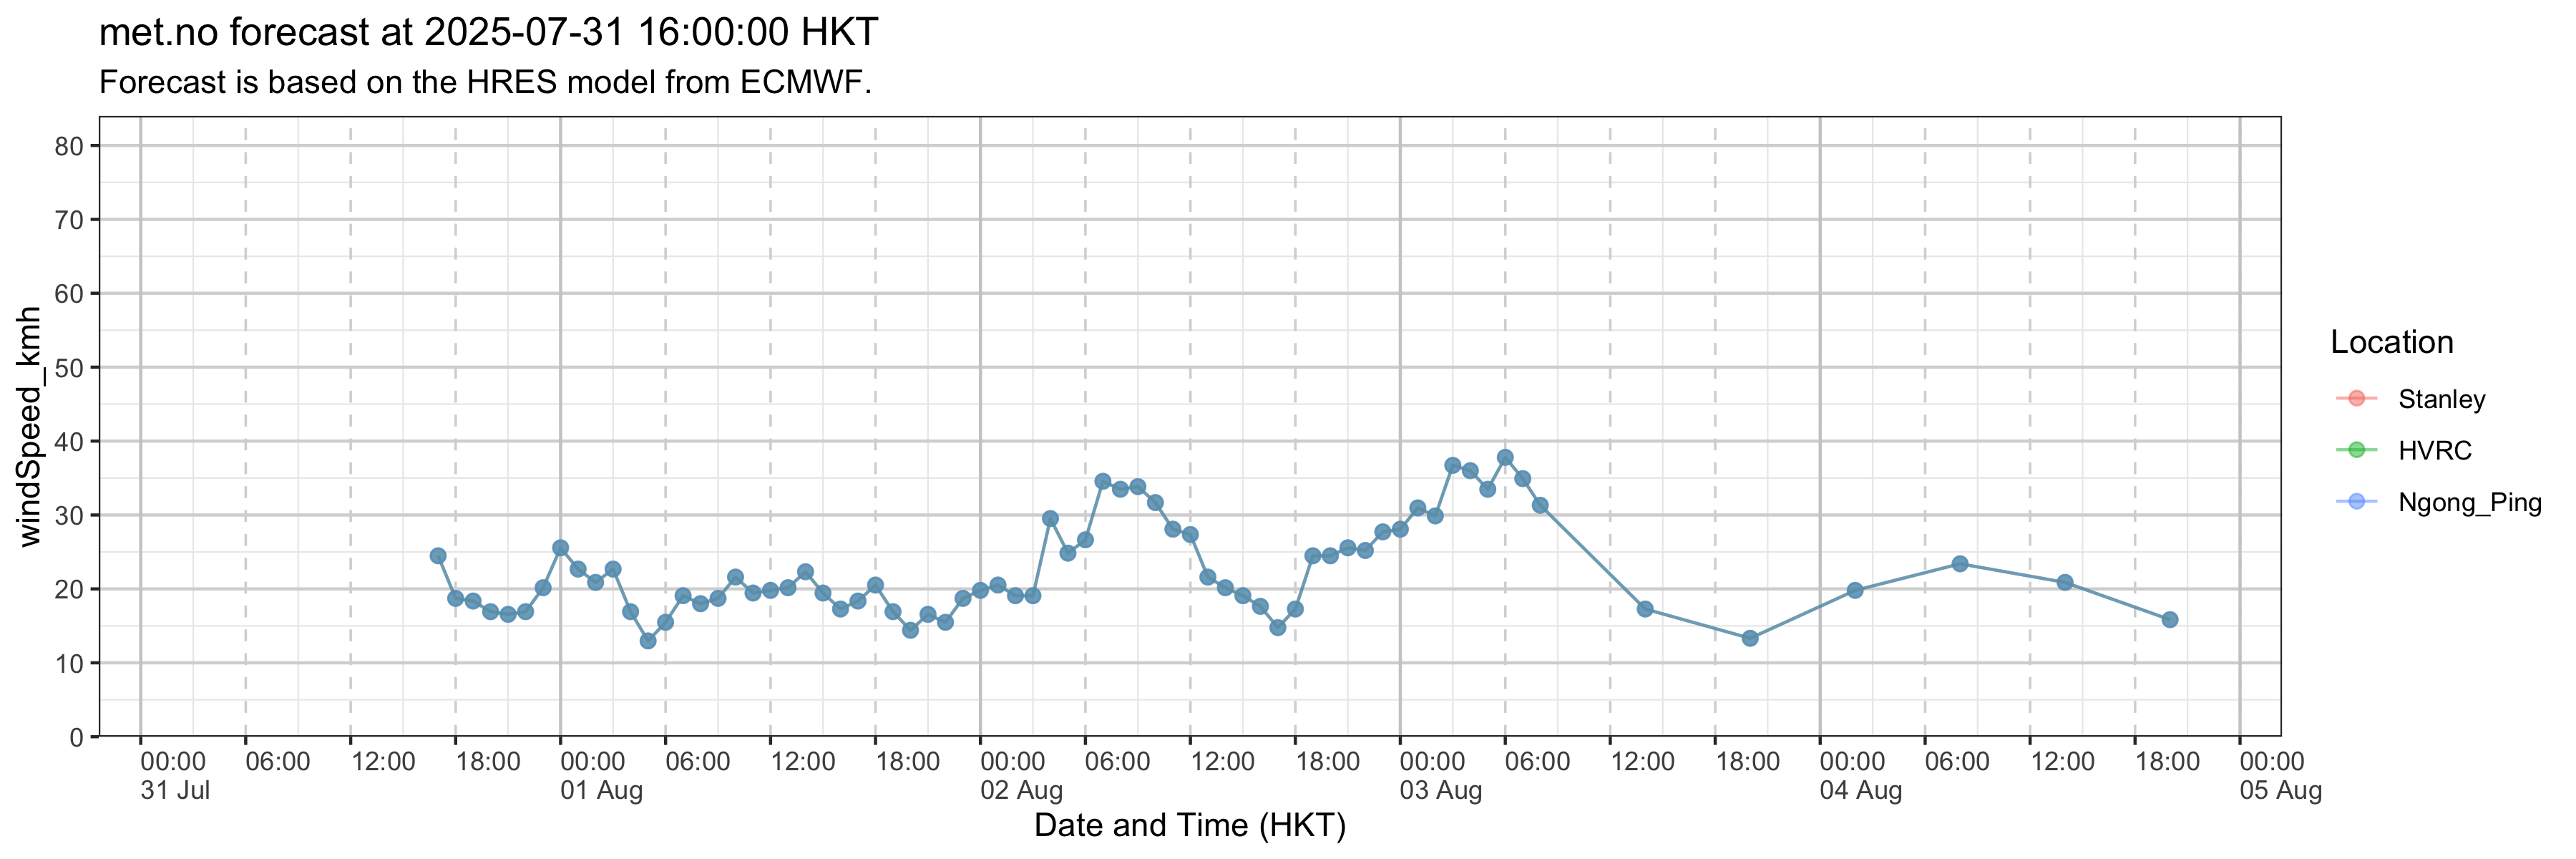 met.no forecast at 2025-07-31 16:00:00 HKT
Forecast is based on the HRES model from ECMWF.
windSpeed_kmh
80
70
60
50
40
30
20
10
0
00:00 06:00 12:00 18:00 00:00 06:00 12:00 18:00 00:00 06:00 12:00 18:00 00:00 06:00 12:00 18:00 00:00 06:00 12:00 18:00 00:00
31 Jul 01 Aug 02 Aug 03 Aug 04 Aug 05 Aug
Date and Time (HKT)
Location
Stanley
HVRC
Ngong_Ping